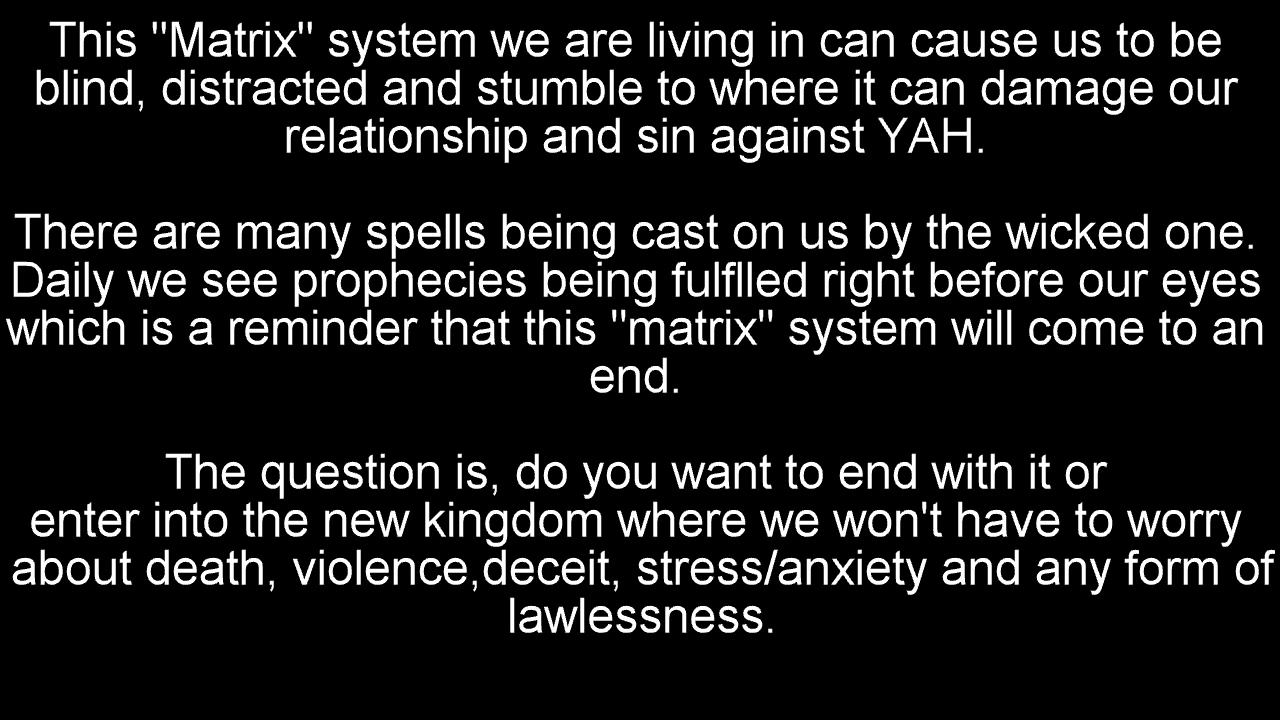 This "Matrix" system we are living in can cause us to be
blind, distracted and stumble to where it can damage our
relationship and sin against YAH.
There are many spells being cast on us by the wicked one.
Daily we see prophecies being fulflled right before our eyes
which is a reminder that this "matrix" system will come to an
end.
The question is, do you want to end with it or
enter into the new kingdom where we won't have to worry
about death, violence,deceit, stress/anxiety and any form of
lawlessness.